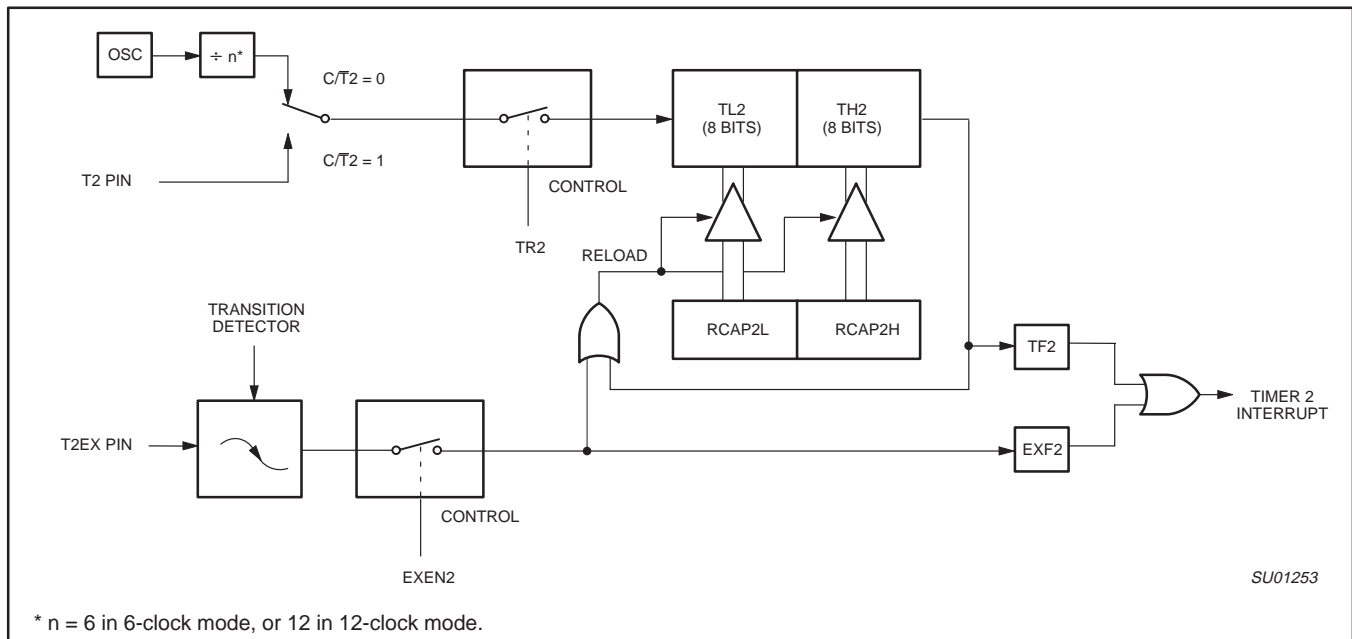 OSC
÷ n*
C/T̅2 = 0
C/T̅2 = 1
T2 PIN
CONTROL
TR2
TL2
(8 BITS)
TH2
(8 BITS)
RELOAD
RCAP2L
RCAP2H
TRANSITION
DETECTOR
T2EX PIN
CONTROL
EXEN2
TF2
EXF2
TIMER 2
INTERRUPT
SU01253
* n = 6 in 6-clock mode, or 12 in 12-clock mode.